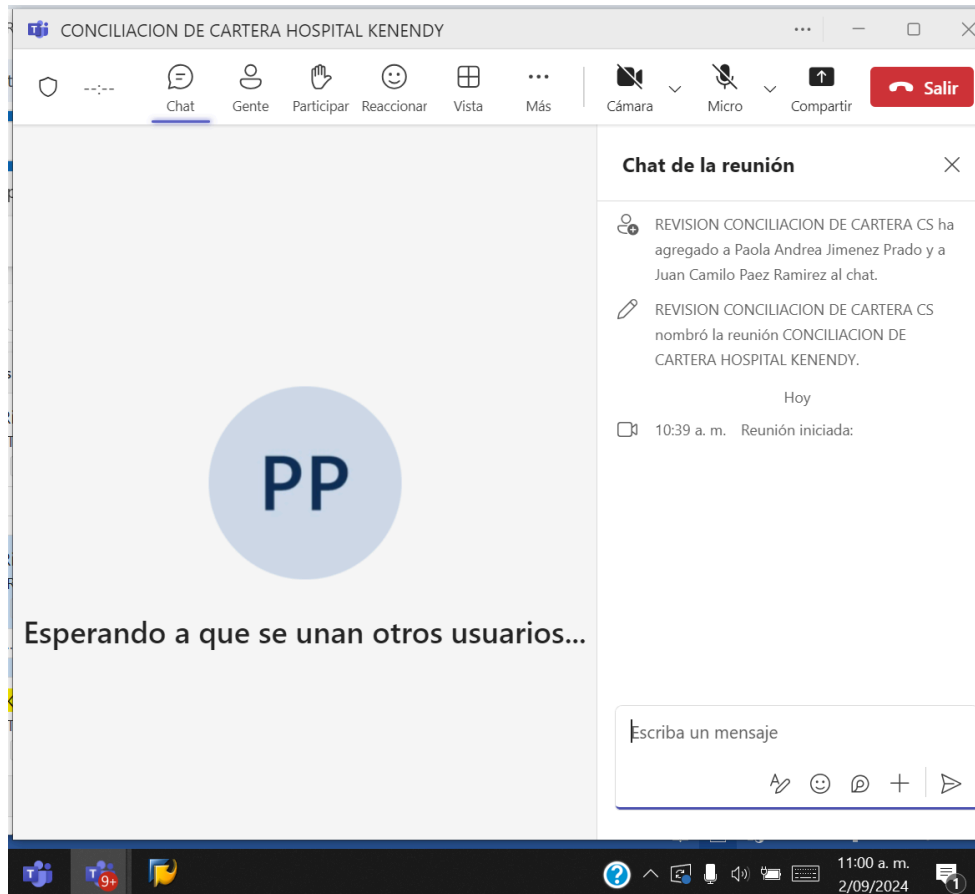 CONCILIACION DE CARTERA HOSPITAL KENENDY
--:--
Chat
Gente
Participar
Reaccionar
Vista
Más
Cámara
Micro
Compartir
Salir
Chat de la reunión
REVISION CONCILIACION DE CARTERA CS ha
agregado a Paola Andrea Jimenez Prado y a
Juan Camilo Paez Ramirez al chat.
REVISION CONCILIACION DE CARTERA CS
nombró la reunión CONCILIACION DE
CARTERA HOSPITAL KENENDY.
Hoy
10:39 a. m. Reunión iniciada:
PP
Esperando a que se unan otros usuarios...
Escriba un mensaje
9+
11:00 a. m.
2/09/2024
1